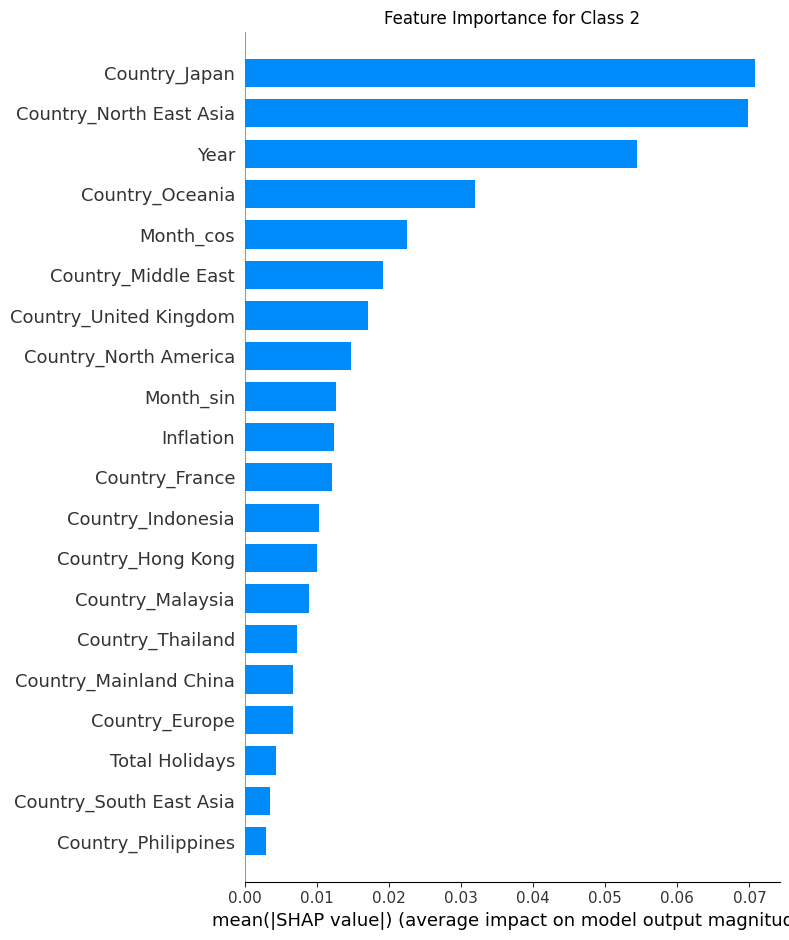 Feature Importance for Class 2
Country_Japan
Country_North East Asia
Year
Country_Oceania
Month_cos
Country_Middle East
Country_United Kingdom
Country_North America
Month_sin
Inflation
Country_France
Country_Indonesia
Country_Hong Kong
Country_Malaysia
Country_Thailand
Country_Mainland China
Country_Europe
Total Holidays
Country_South East Asia
Country_Philippines
0.00 0.01 0.02 0.03 0.04 0.05 0.06 0.07
mean(|SHAP value|) (average impact on model output magnitud